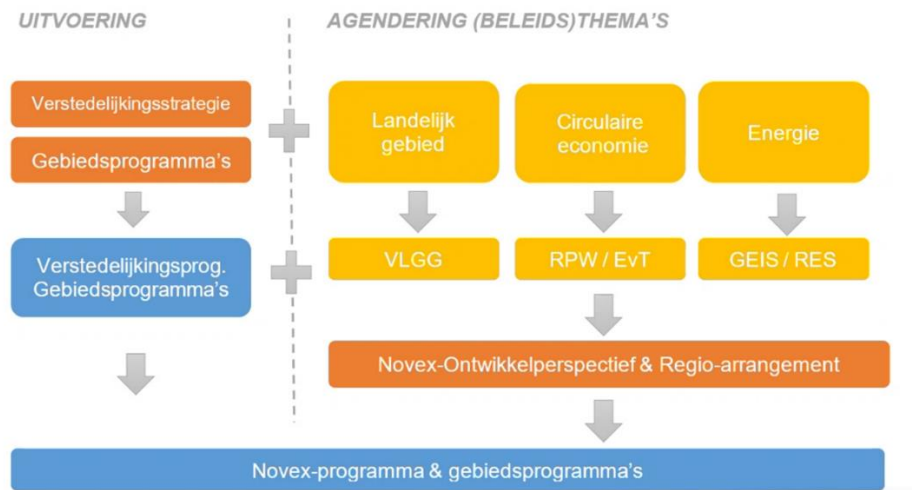 UITVOERING
AGENDERING (BELEIDS)THEMA'S
Verstedelijkingsstrategie
Gebiedsprogramma's
Landelijk
gebied
Circulaire
economie
Energie
Verstedelijkingsprog.
Gebiedsprogramma's
VLGG
RPW / EvT
GEIS / RES
Novex-Ontwikkelperspectief & Regio-arrangement
Novex-programma & gebiedsprogramma's